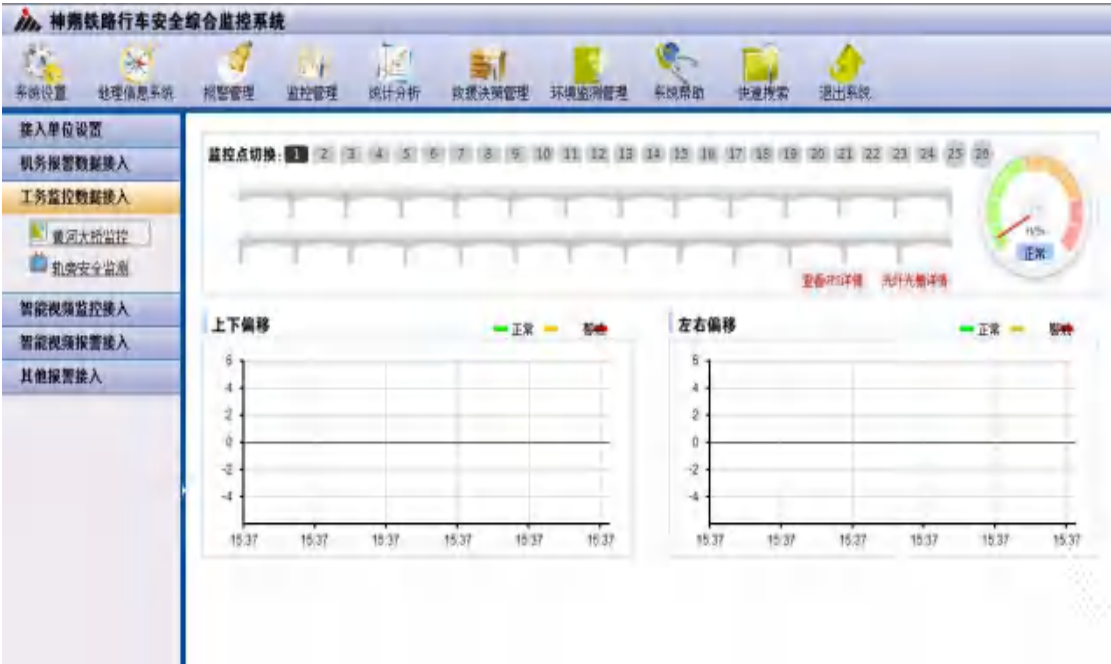 神朔铁路行车安全综合监控系统
系统设置 地理信息系统 报警管理 监控管理 统计分析 救援决策管理 环境监测管理 系统帮助 快速搜索 退出系统
接入单位设置
机务报警数据接入
工务监控数据接入
黄河大桥监控
轨旁安全监测
智能视频监控接入
智能视频报警接入
其他报警接入
监控点切换: 1 2 3 4 5 6 7 8 9 10 11 12 13 14 15 16 17 18 19 20 21 22 23 24 25 26
正常
查看GPS详情 光纤光栅详情
上下偏移
正常
6
4
2
0
-2
-4
15:37 15:37 15:37 15:37 15:37 15:37
左右偏移
正常
6
4
2
0
-2
-4
15:37 15:37 15:37 15:37 15:37 15:37